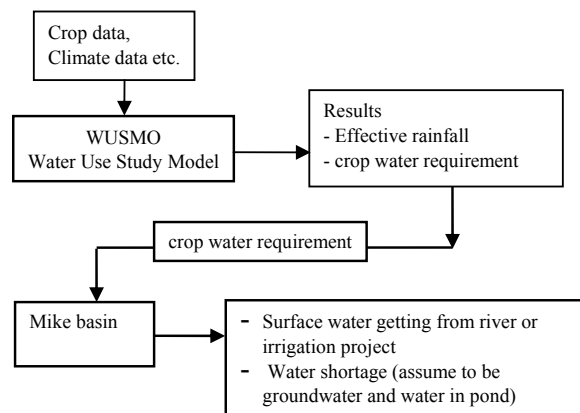 Crop data,
Climate data etc.
WUSMO
Water Use Study Model
Results
- Effective rainfall
- crop water requirement
crop water requirement
Mike basin
- Surface water getting from river or
irrigation project
- Water shortage (assume to be
groundwater and water in pond)